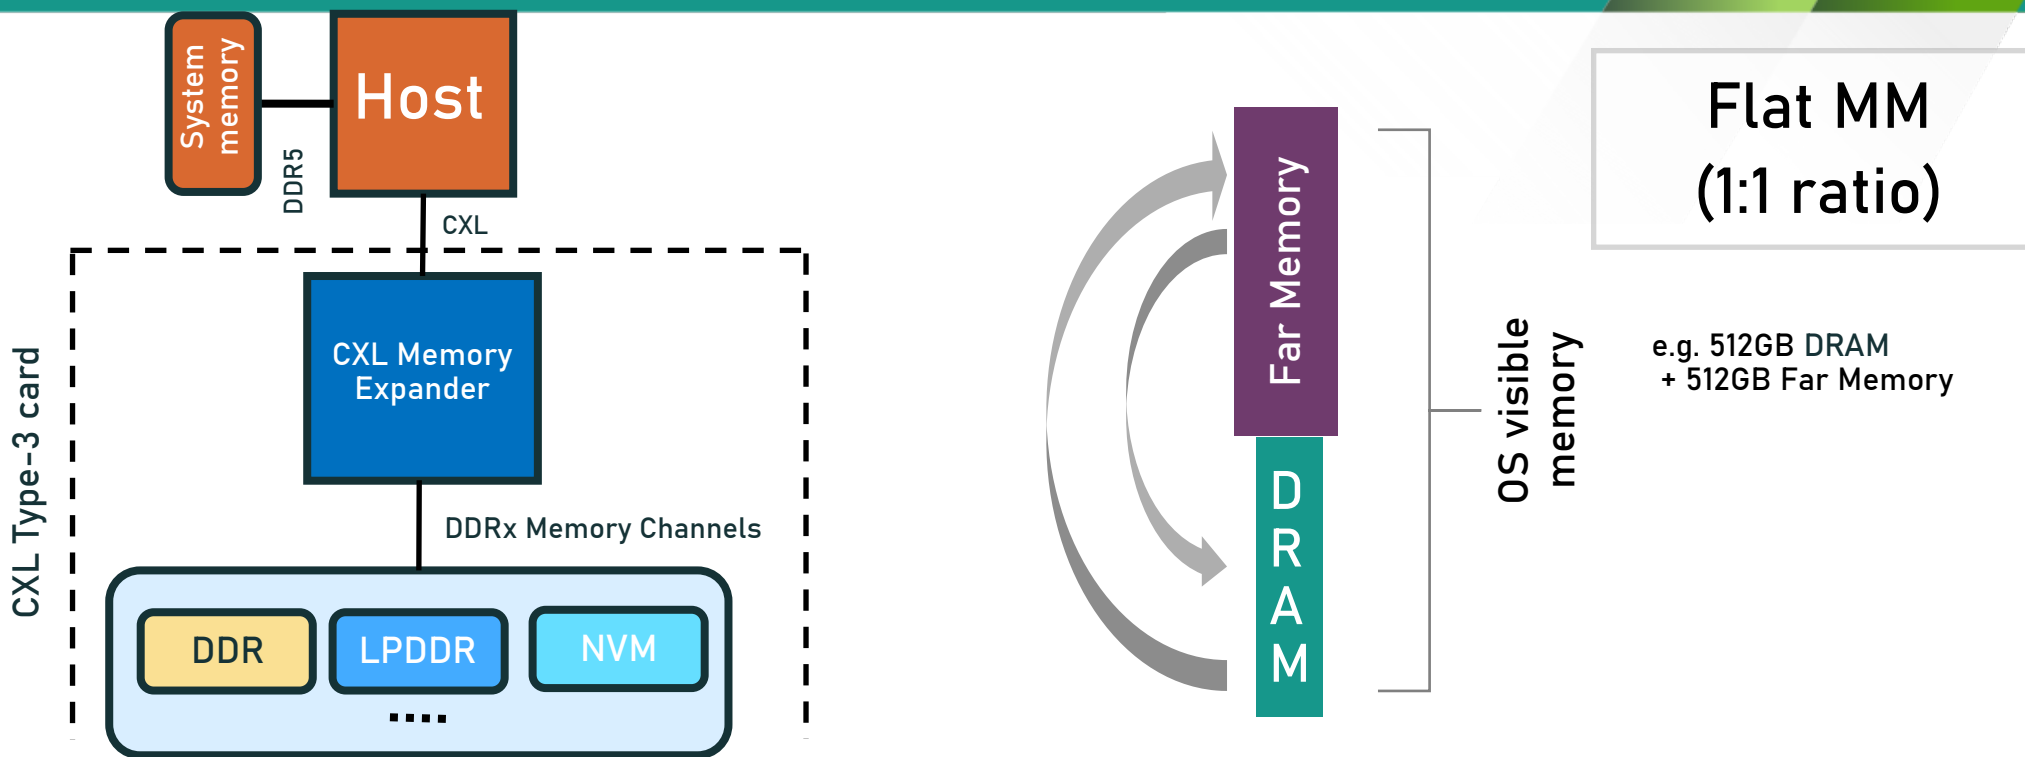 System
memory
DDR5
Host
CXL
CXL Type-3 card
CXL Memory
Expander
DDRx Memory Channels
DDR
LPDDR
NVM
.....
Far Memory
DRAM
OS visible
memory
Flat MM
(1:1 ratio)
e.g. 512GB DRAM
+ 512GB Far Memory